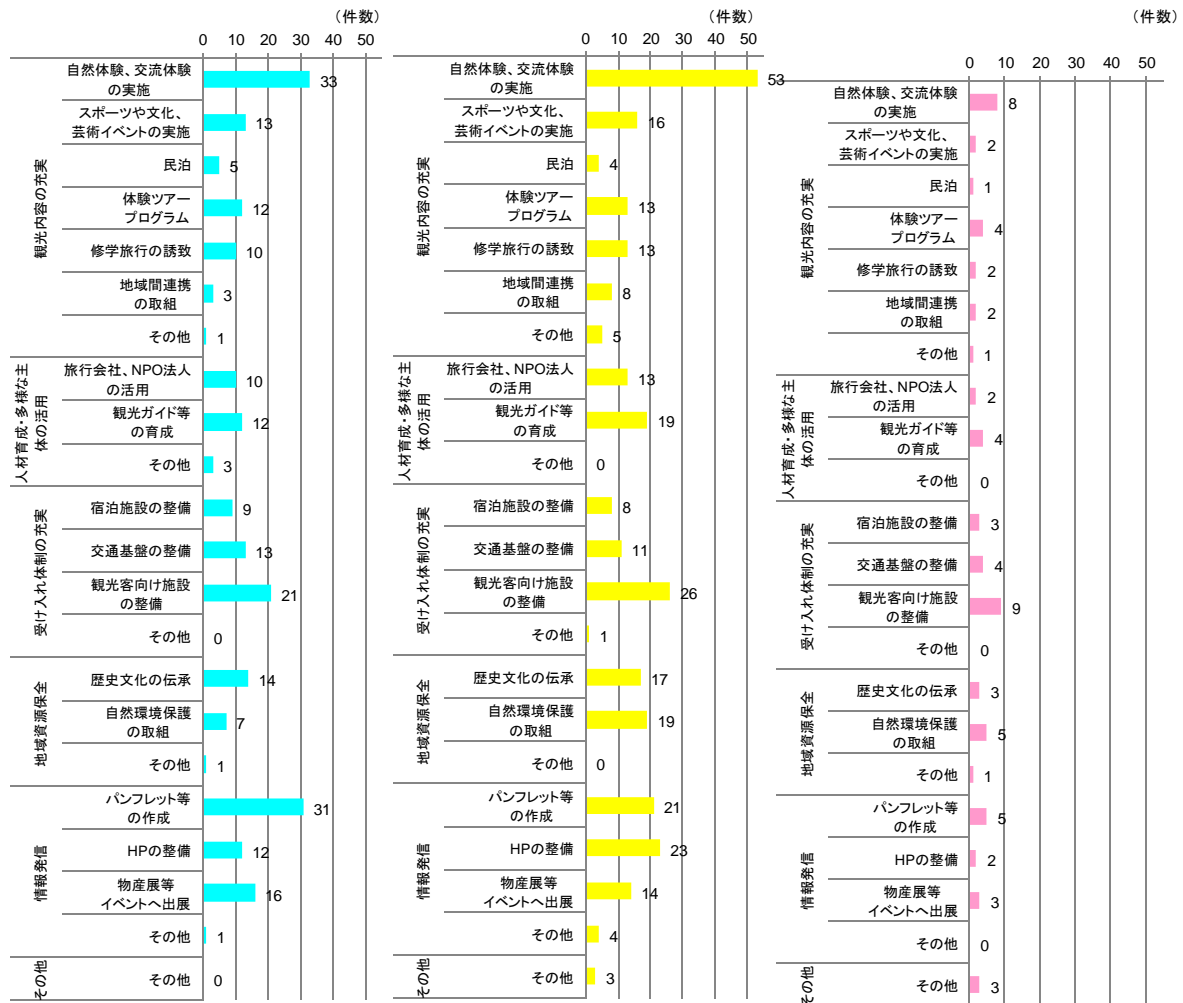 （件数）
0 10 20 30 40 50
観光内容の充実
自然体験、交流体験
の実施
33
スポーツや文化、
芸術イベントの実施
13
民泊
5
体験ツアー
プログラム
12
修学旅行の誘致
10
地域間連携
の取組
3
その他
1
人材育成・多様な主
体の活用
旅行会社、NPO法人
の活用
10
観光ガイド等
の育成
12
その他
3
受け入れ体制の充実
宿泊施設の整備
9
交通基盤の整備
13
観光客向け施設
の整備
21
その他
0
地域資源保全
歴史文化の伝承
14
自然環境保護
の取組
7
その他
1
情報発信
パンフレット等
の作成
31
HPの整備
12
物産展等
イベントへ出展
16
その他
1
その他
その他
0
（件数）
0 10 20 30 40 50
観光内容の充実
自然体験、交流体験
の実施
53
スポーツや文化、
芸術イベントの実施
16
民泊
4
体験ツアー
プログラム
13
修学旅行の誘致
13
地域間連携
の取組
8
その他
5
人材育成・多様な主
体の活用
旅行会社、NPO法人
の活用
13
観光ガイド等
の育成
19
その他
0
受け入れ体制の充実
宿泊施設の整備
8
交通基盤の整備
11
観光客向け施設
の整備
26
その他
1
地域資源保全
歴史文化の伝承
17
自然環境保護
の取組
19
その他
0
情報発信
パンフレット等
の作成
21
HPの整備
23
物産展等
イベントへ出展
14
その他
4
その他
その他
3
（件数）
0 10 20 30 40 50
観光内容の充実
自然体験、交流体験
の実施
8
スポーツや文化、
芸術イベントの実施
2
民泊
1
体験ツアー
プログラム
4
修学旅行の誘致
2
地域間連携
の取組
2
その他
1
人材育成・多様な主
体の活用
旅行会社、NPO法人
の活用
2
観光ガイド等
の育成
4
その他
0
受け入れ体制の充実
宿泊施設の整備
3
交通基盤の整備
4
観光客向け施設
の整備
9
その他
0
地域資源保全
歴史文化の伝承
3
自然環境保護
の取組
5
その他
1
情報発信
パンフレット等
の作成
5
HPの整備
2
物産展等
イベントへ出展
3
その他
0
その他
その他
3